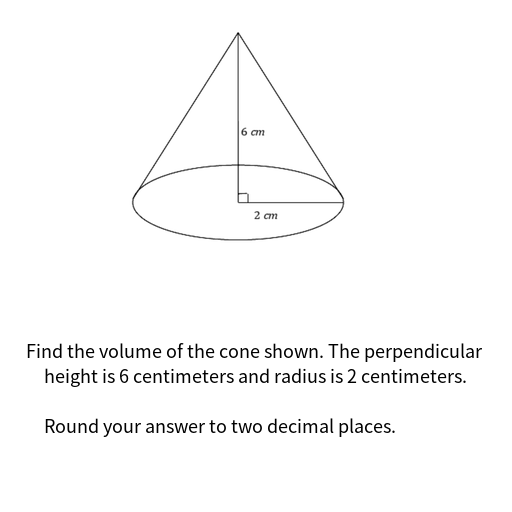 6 cm
2 cm
Find the volume of the cone shown. The perpendicular
height is 6 centimeters and radius is 2 centimeters.
Round your answer to two decimal places.